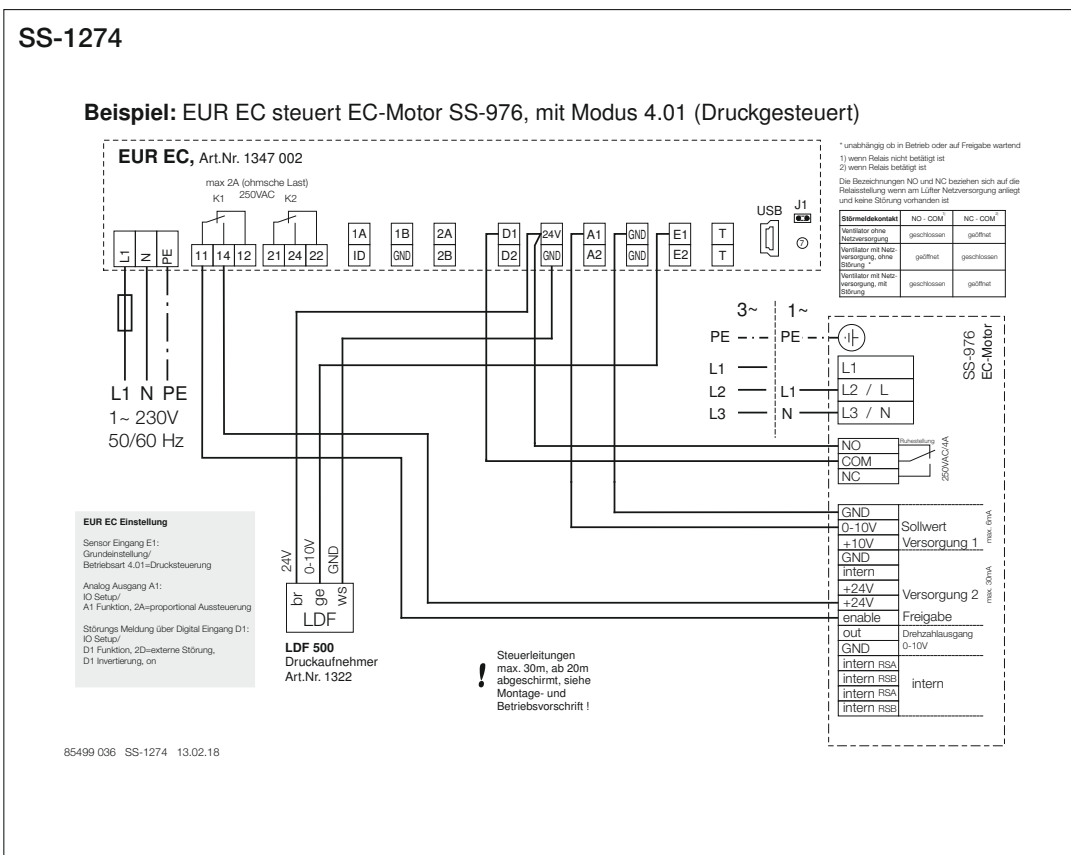 SS-1274
Beispiel: EUR EC steuert EC-Motor SS-976, mit Modus 4.01 (Druckgesteuert)
EUR EC, Art.Nr. 1347 002
max 2A (ohmsche Last)
250VAC
K1
K2
L1
N
PE
11 14 12
21 24 22
1A
ID
1B
GND
2A
2B
D1
D2
24V
GND
A1
A2
GND
GND
E1
E2
T
T
USB
J1
7
* unabhängig ob in Betrieb oder auf Freigabe wartend
1) wenn Relais nicht betätigt ist
2) wenn Relais betätigt ist
Die Bezeichnungen NO und NC beziehen sich auf die
Relaisstellung wenn am Lüfter Netzversorgung anliegt
und keine Störung vorhanden ist
Störmeldekontakt NO - COM 1) NC - COM 2)
Ventilator ohne
Netzversorgung
geschlossen geöffnet
Ventilator mit Netz-
versorgung, ohne
Störung *
geöffnet geschlossen
Ventilator mit Netz-
versorgung, mit
Störung
geschlossen geöffnet
L1 N PE
1~ 230V
50/60 Hz
3~ 1~
PE PE
L1
L2 L1
L3 N
SS-976
EC-Motor
L1
L2 / L
L3 / N
NO
COM
NC
Ruhestellung
250VAC/4A
GND
0-10V Sollwert
+10V Versorgung 1
max. 6mA
GND
intern
+24V
+24V
Versorgung 2
max. 30mA
enable Freigabe
out Drehzahlausgang
GND 0-10V
intern RSA
intern RSB
intern RSA
intern RSB
intern
EUR EC Einstellung
Sensor Eingang E1:
Grundeinstellung/
Betriebsart 4.01=Drucksteuerung
Analog Ausgang A1:
IO Setup/
A1 Funktion, 2A=proportional Aussteuerung
Störungs Meldung über Digital Eingang D1:
IO Setup/
D1 Funktion, 2D=externe Störung,
D1 Invertierung, on
24V
0-10V
GND
br
ge
ws
LDF
LDF 500
Druckaufnehmer
Art.Nr. 1322
!
Steuerleitungen
max. 30m, ab 20m
abgeschirmt, siehe
Montage- und
Betriebsvorschrift !
85499 036 SS-1274 13.02.18